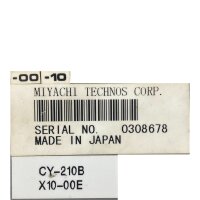 -00 -10
MIYACHI TECHNOS CORP.
SERIAL NO. 0308678
MADE IN JAPAN
CY-210B
X10-00E